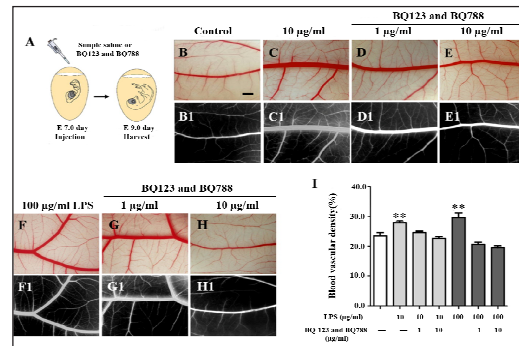 A
Simple saline or
BQ123 and BQ788
E 7.0 day
Injection
E 9.0 day
Harvest
BQ123 and BQ788
Control
10 µg/ml
1 µg/ml
10 µg/ml
B
C
D
E
B1
C1
D1
E1
BQ123 and BQ788
100 µg/ml LPS
1 µg/ml
10 µg/ml
F
G
H
F1
G1
H1
I
Blood vascular density(%)
40.0
30.0
20.0
10.0
0.0
**
**
LPS (µg/ml)
— 10 10 10 100 100 100
BQ 123 and BQ788
(µg/ml)
— — 1 10 — 1 10